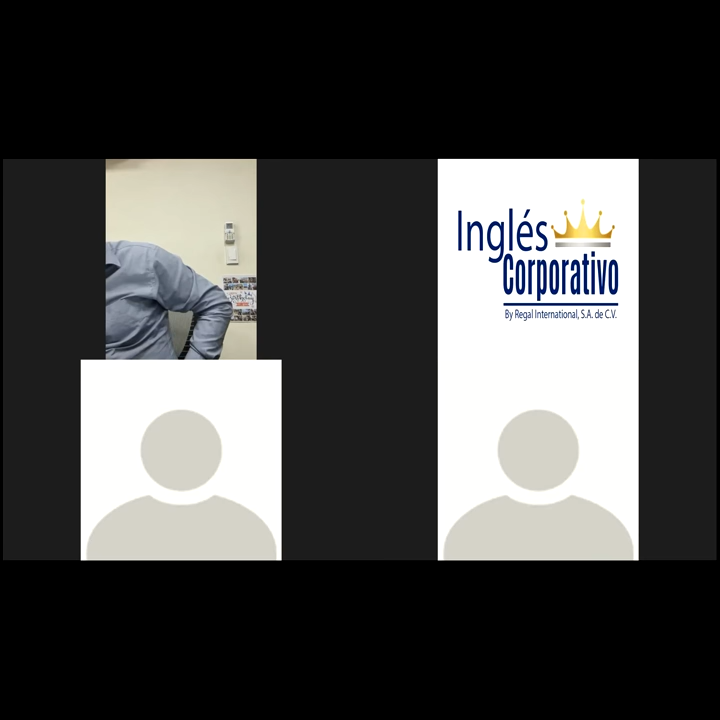 Inglés
Corporativo
By Regal International, S.A. de C.V.